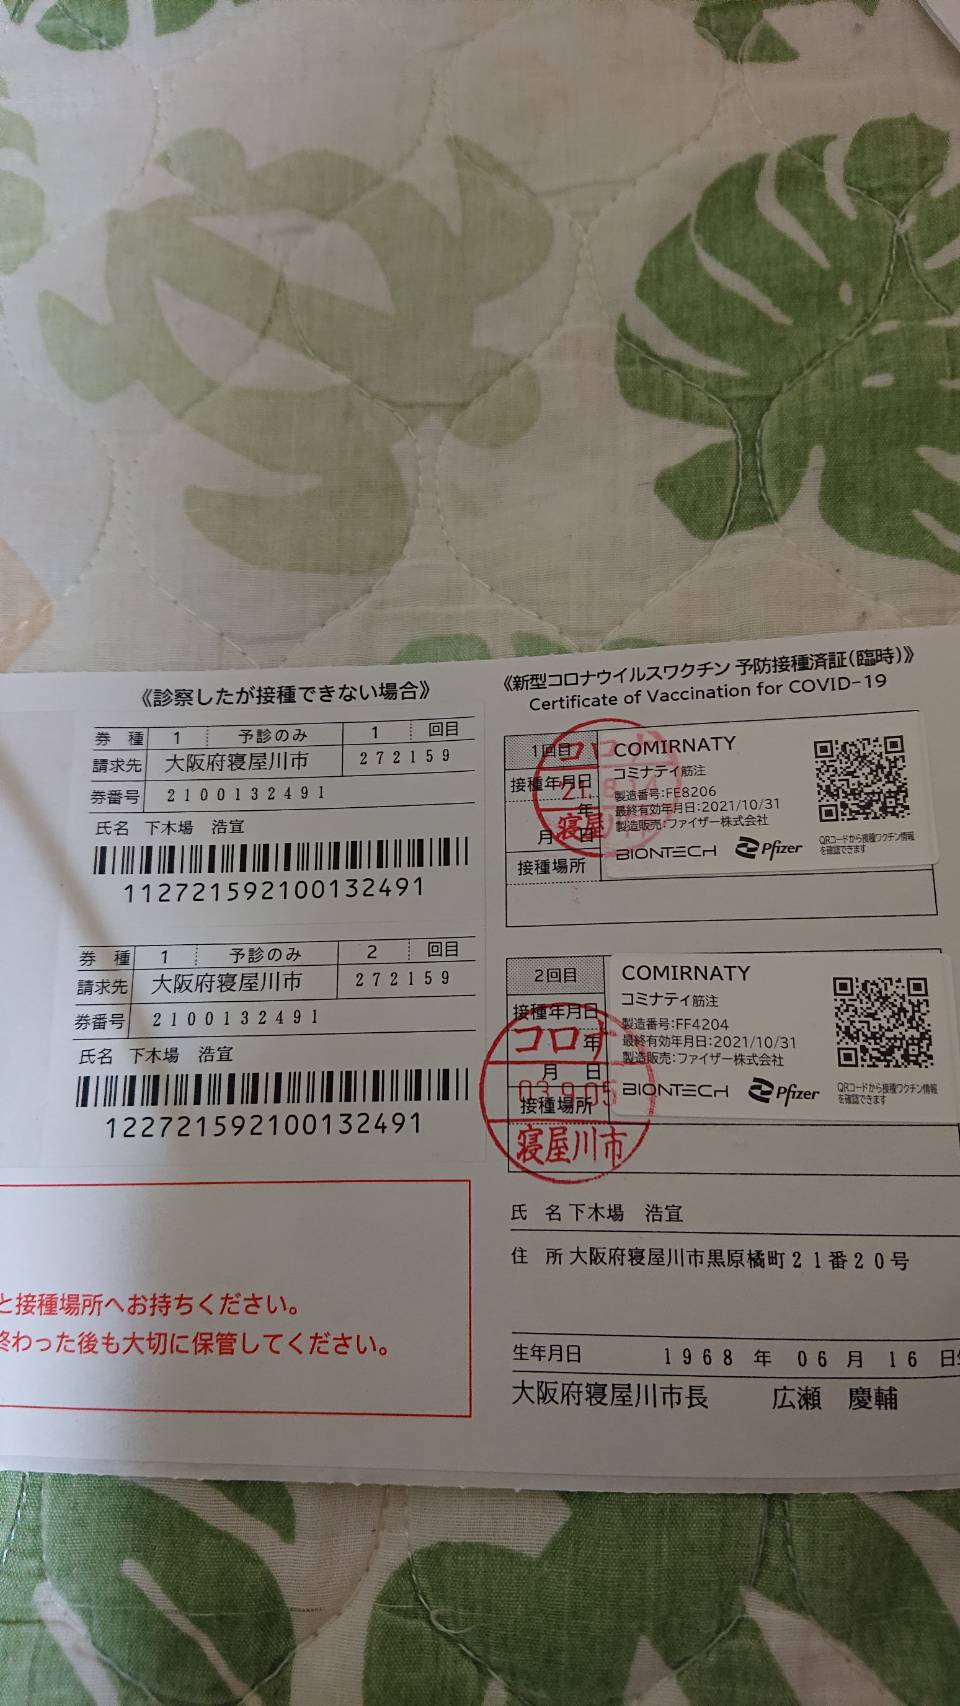 《診察したが接種できない場合》
券種 1 予診のみ 1 回目
請求先 大阪府寝屋川市 272159
券番号 2100132491
氏名 下木場 浩宣
112721592100132491
券種 1 予診のみ 2 回目
請求先 大阪府寝屋川市 272159
券番号 2100132491
氏名 下木場 浩宣
122721592100132491
と接種場所へお持ちください。
終わった後も大切に保管してください。
《新型コロナウイルスワクチン 予防接種済証(臨時)》
Certificate of Vaccination for COVID-19
1回目
接種年月日
年
月 日
接種場所
コロナ
寝屋
COMIRNATY
コミナティ筋注
製造番号:FE8206
最終有効年月日:2021/10/31
製造販売:ファイザー株式会社
BIONTECH Pfizer
QRコードから接種ワクチン情報
を確認できます
2回目
接種年月日
年
月 日
接種場所
コロナ
03.9.05
寝屋川市
COMIRNATY
コミナティ筋注
製造番号:FF4204
最終有効年月日:2021/10/31
製造販売:ファイザー株式会社
BIONTECH Pfizer
QRコードから接種ワクチン情報
を確認できます
氏 名 下木場 浩宣
住 所 大阪府寝屋川市黒原橘町21番20号
生年月日 1968 年 06 月 16 日
大阪府寝屋川市長 広瀬 慶輔